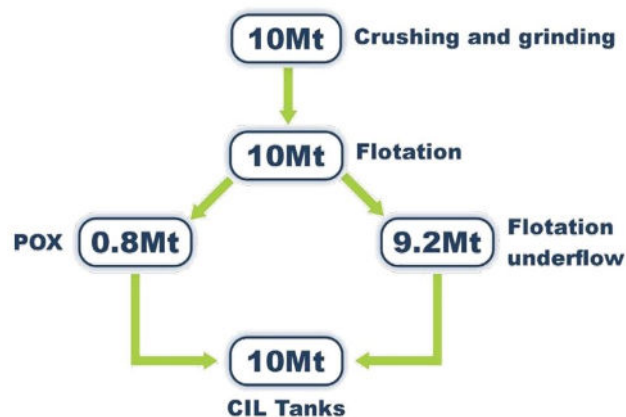 10Mt Crushing and grinding
10Mt Flotation
POX 0.8Mt 9.2Mt Flotation
underflow
10Mt
CIL Tanks